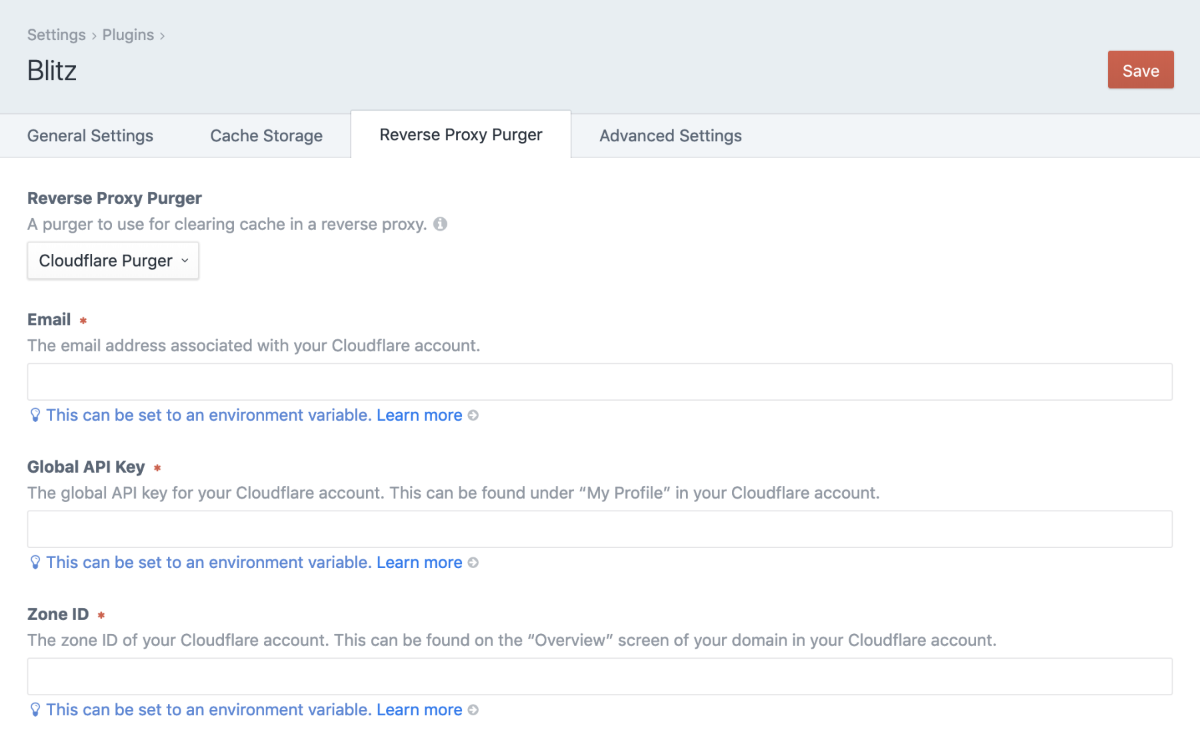 Settings › Plugins ›
Blitz
Save
General Settings
Cache Storage
Reverse Proxy Purger
Advanced Settings
Reverse Proxy Purger
A purger to use for clearing cache in a reverse proxy.
Cloudflare Purger
Email *
The email address associated with your Cloudflare account.
This can be set to an environment variable. Learn more
Global API Key *
The global API key for your Cloudflare account. This can be found under “My Profile” in your Cloudflare account.
This can be set to an environment variable. Learn more
Zone ID *
The zone ID of your Cloudflare account. This can be found on the “Overview” screen of your domain in your Cloudflare account.
This can be set to an environment variable. Learn more